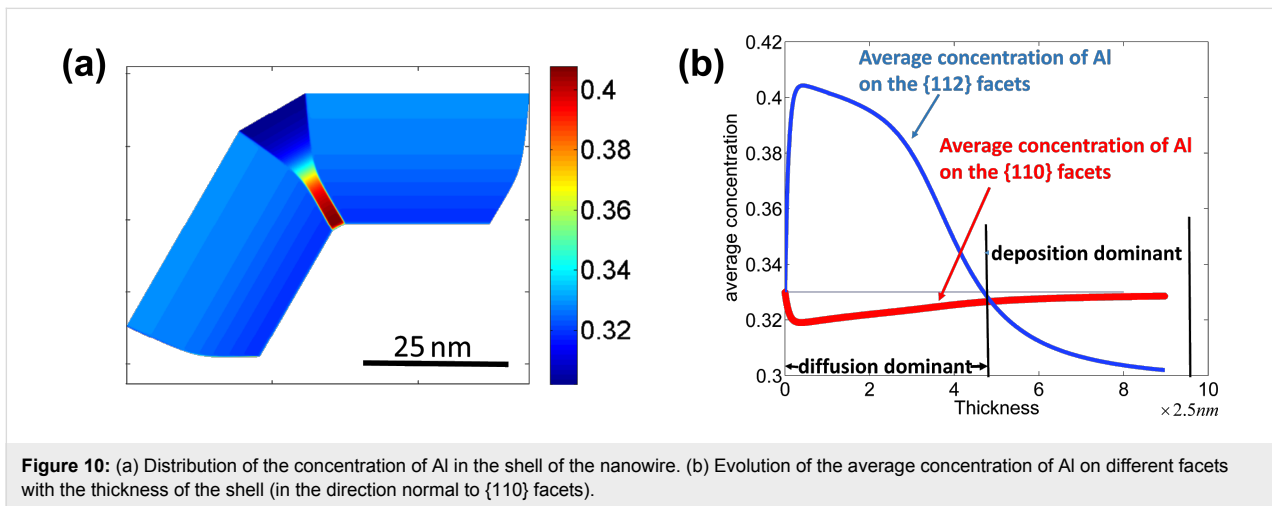 (a)
0.4
0.38
0.36
0.34
0.32
25 nm
(b)
0.42
0.4
0.38
0.36
0.34
0.32
0.3
average concentration
Average concentration of Al
on the {112} facets
Average concentration of Al
on the {110} facets
deposition dominant
diffusion dominant
0
2
4
6
8
10
Thickness
×2.5nm
Figure 10: (a) Distribution of the concentration of Al in the shell of the nanowire. (b) Evolution of the average concentration of Al on different facets
with the thickness of the shell (in the direction normal to {110} facets).